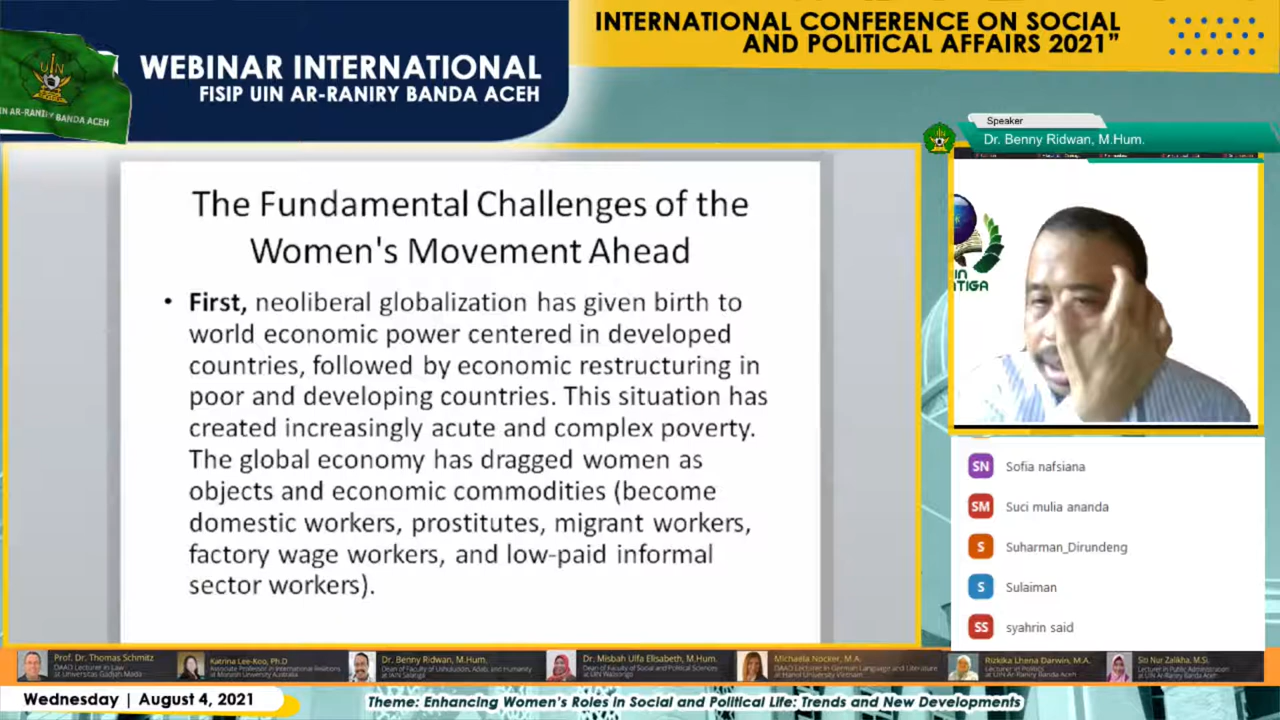 WEBINAR INTERNATIONAL
FISIP UIN AR-RANIRY BANDA ACEH
INTERNATIONAL CONFERENCE ON SOCIAL
AND POLITICAL AFFAIRS 2021”
UIN
UIN AR-RANIRY BANDA ACEH
Speaker
Dr. Benny Ridwan, M.Hum.
The Fundamental Challenges of the
Women's Movement Ahead
• First, neoliberal globalization has given birth to
world economic power centered in developed
countries, followed by economic restructuring in
poor and developing countries. This situation has
created increasingly acute and complex poverty.
The global economy has dragged women as
objects and economic commodities (become
domestic workers, prostitutes, migrant workers,
factory wage workers, and low-paid informal
sector workers).
SN Sofia nafsiana
SM Suci mulia ananda
S Suharman_Dirundeng
S Sulaiman
SS syahrin said
Prof. Dr. Thomas Schmitz
DAAD Lecturer in Law
at Universitas Gadjah Mada
Katrina Lee-Koo, Ph.D
Associate Professor in International Relations
at Monash University Australia
Dr. Benny Ridwan, M.Hum.
Dean of Faculty of Ushuluddin, Adab, and Humanity
at IAIN Salatiga
Dr. Misbah Ulfa Elisabeth, M.Hum.
Dean of Faculty of Social and Political Sciences
at UIN Walisongo
Michaela Nocker, M.A.
DAAD Lecturer in German Language and Literature
at Hanoi University Vietnam
Rizkika Lhena Darwin, M.A.
Lecturer in Politics
at UIN Ar-Raniry Banda Aceh
Siti Nur Zalikha, M.Si.
Lecturer in Public Administration
at UIN Ar-Raniry Banda Aceh
Wednesday | August 4, 2021
Theme: Enhancing Women's Roles in Social and Political Life: Trends and New Developments